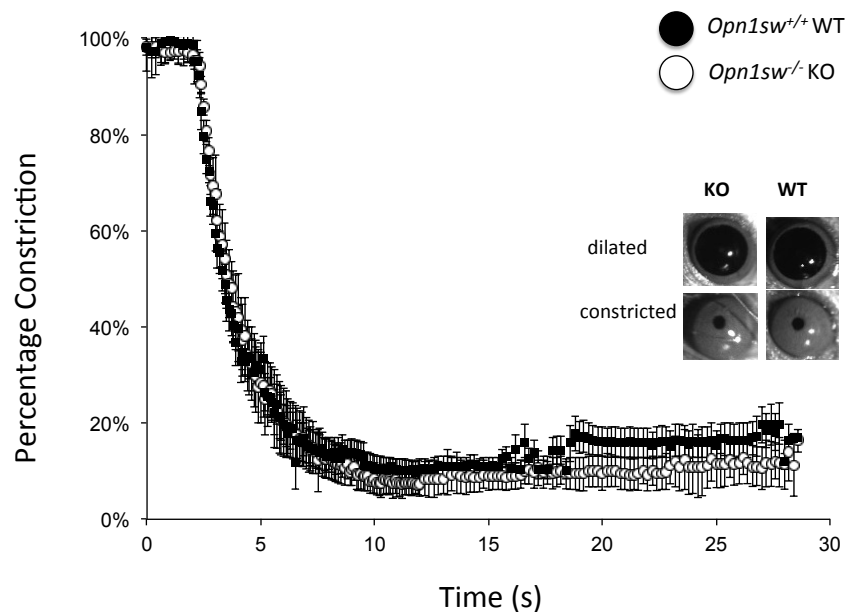 Opn1sw+/+ WT
Opn1sw-/- KO
100%
80%
60%
40%
20%
0%
Percentage Constriction
KO WT
dilated
constricted
0 5 10 15 20 25 30
Time (s)